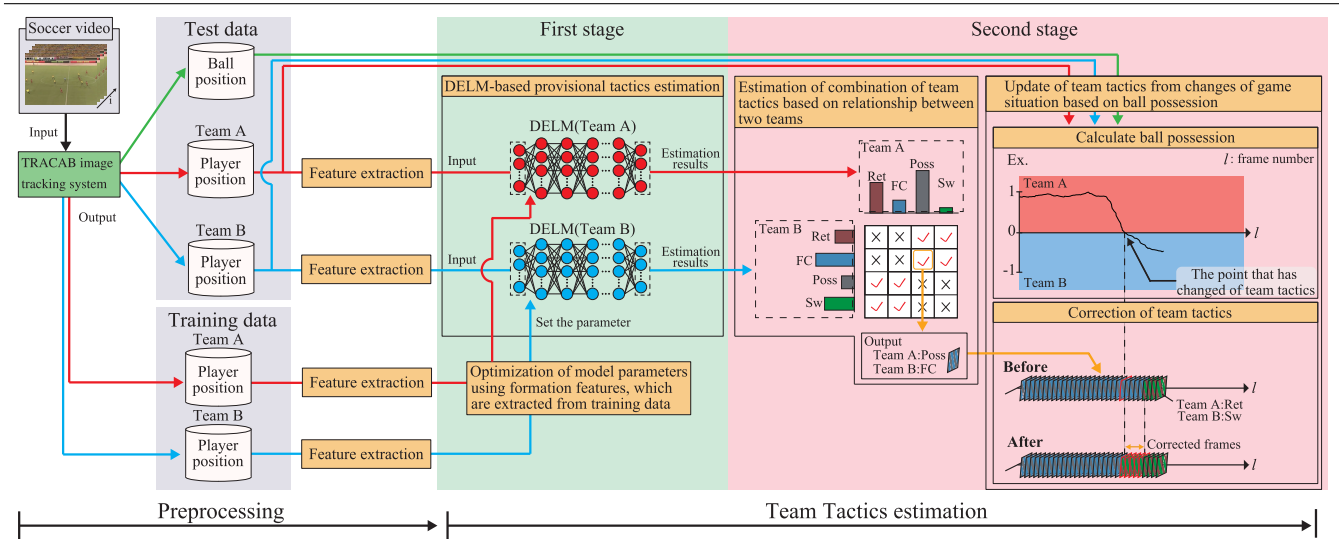 Soccer video
i
Input
TRACAB image
tracking system
Output
Test data
Ball
position
Team A
Player
position
Team B
Player
position
Training data
Team A
Player
position
Team B
Player
position
Feature extraction
Feature extraction
Feature extraction
Feature extraction
First stage
DELM-based provisional tactics estimation
DELM(Team A)
Input
Estimation
results
DELM(Team B)
Input
Estimation
results
Set the parameter
Optimization of model parameters
using formation features, which
are extracted from training data
Second stage
Estimation of combination of team
tactics based on relationship between
two teams
Team A
Ret
FC
Poss
Sw
Team B
Ret
FC
Poss
Sw
Output
Team A:Poss
Team B:FC
Update of team tactics from changes of game
situation based on ball possession
Calculate ball possession
Ex.
l : frame number
1
Team A
0
l
-1
Team B
The point that has
changed of team tactics
Correction of team tactics
Before
l
Team A:Ret
Team B:Sw
After
Corrected frames
l
Preprocessing
Team Tactics estimation